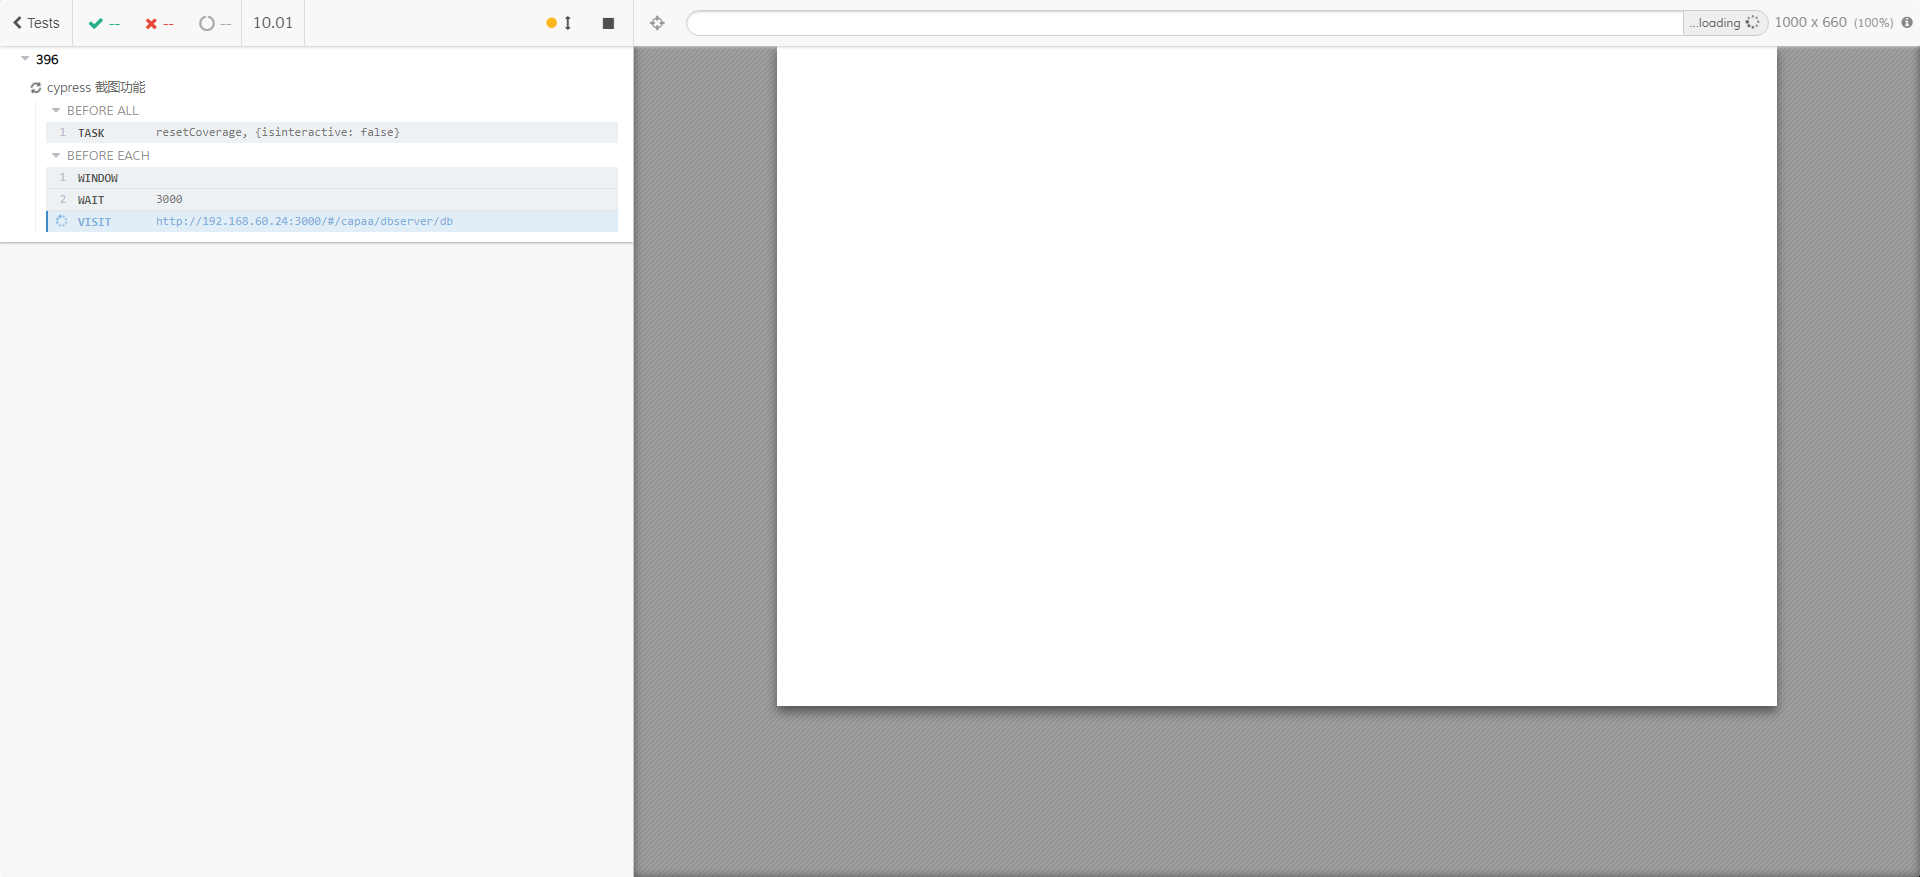 Tests -- -- -- 10.01 ...loading 1000 x 660 (100%)
396
cypress 截图功能
BEFORE ALL
1 TASK resetCoverage, {isinteractive: false}
BEFORE EACH
1 WINDOW
2 WAIT 3000
VISIT http://192.168.60.24:3000/#/capaa/dbserver/db